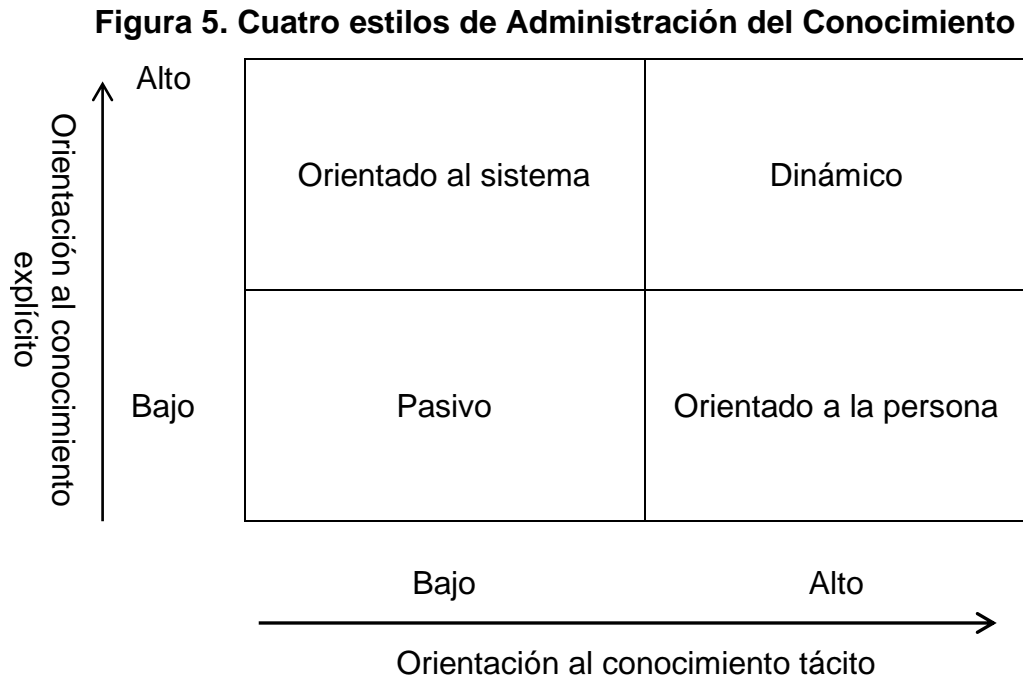 Figura 5. Cuatro estilos de Administración del Conocimiento
Alto
Orientación al conocimiento
explícito
Orientado al sistema
Dinámico
Bajo
Pasivo
Orientado a la persona
Bajo
Alto
Orientación al conocimiento tácito